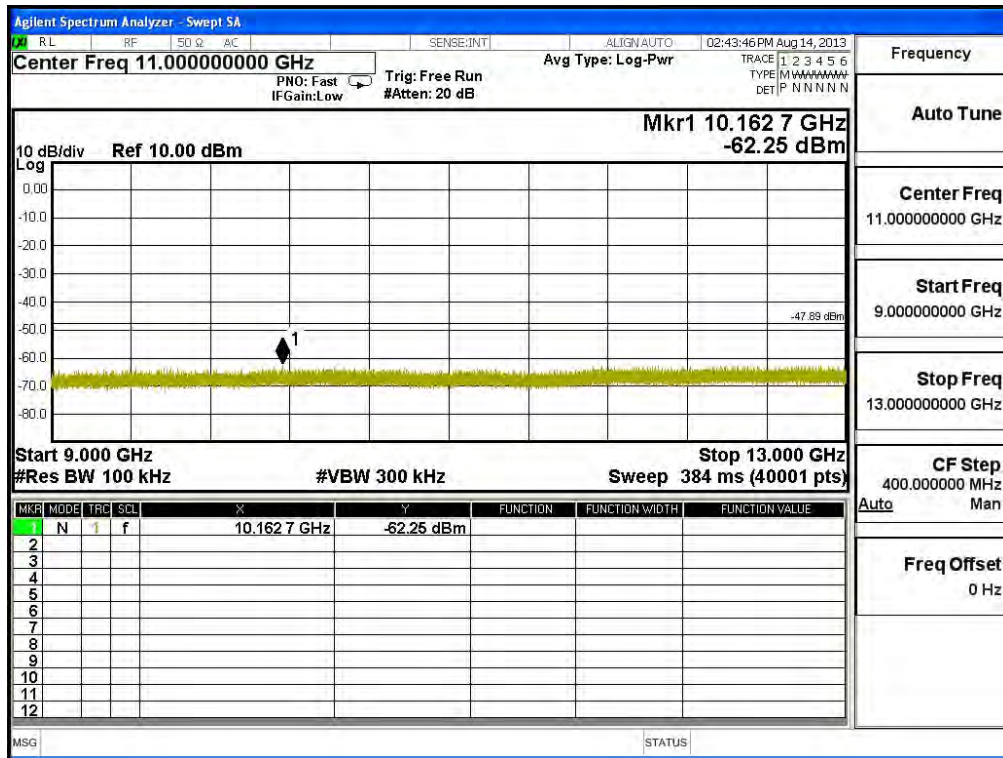 Agilent Spectrum Analyzer - Swept SA
RL RF 50 Ω AC SENSE:INT ALIGNAUTO 02:43:46 PM Aug 14, 2013
Center Freq 11.000000000 GHz
PNO: Fast
IFGain:Low
Trig: Free Run
#Atten: 20 dB
Avg Type: Log-Pwr
TRACE 1 2 3 4 5 6
TYPE M WWWWW
DET P N N N N N
Mkr1 10.162 7 GHz
-62.25 dBm
10 dB/div Ref 10.00 dBm
Log
0.00
-10.0
-20.0
-30.0
-40.0
-47.89 dBm
-50.0
1
-60.0
-70.0
-80.0
Start 9.000 GHz Stop 13.000 GHz
#Res BW 100 kHz #VBW 300 kHz Sweep 384 ms (40001 pts)
MKR MODE TRC SCL X Y FUNCTION FUNCTION WIDTH FUNCTION VALUE
1 N 1 f 10.162 7 GHz -62.25 dBm
2
3
4
5
6
7
8
9
10
11
12
MSG STATUS
Frequency
Auto Tune
Center Freq
11.000000000 GHz
Start Freq
9.000000000 GHz
Stop Freq
13.000000000 GHz
CF Step
400.000000 MHz
Auto Man
Freq Offset
0 Hz